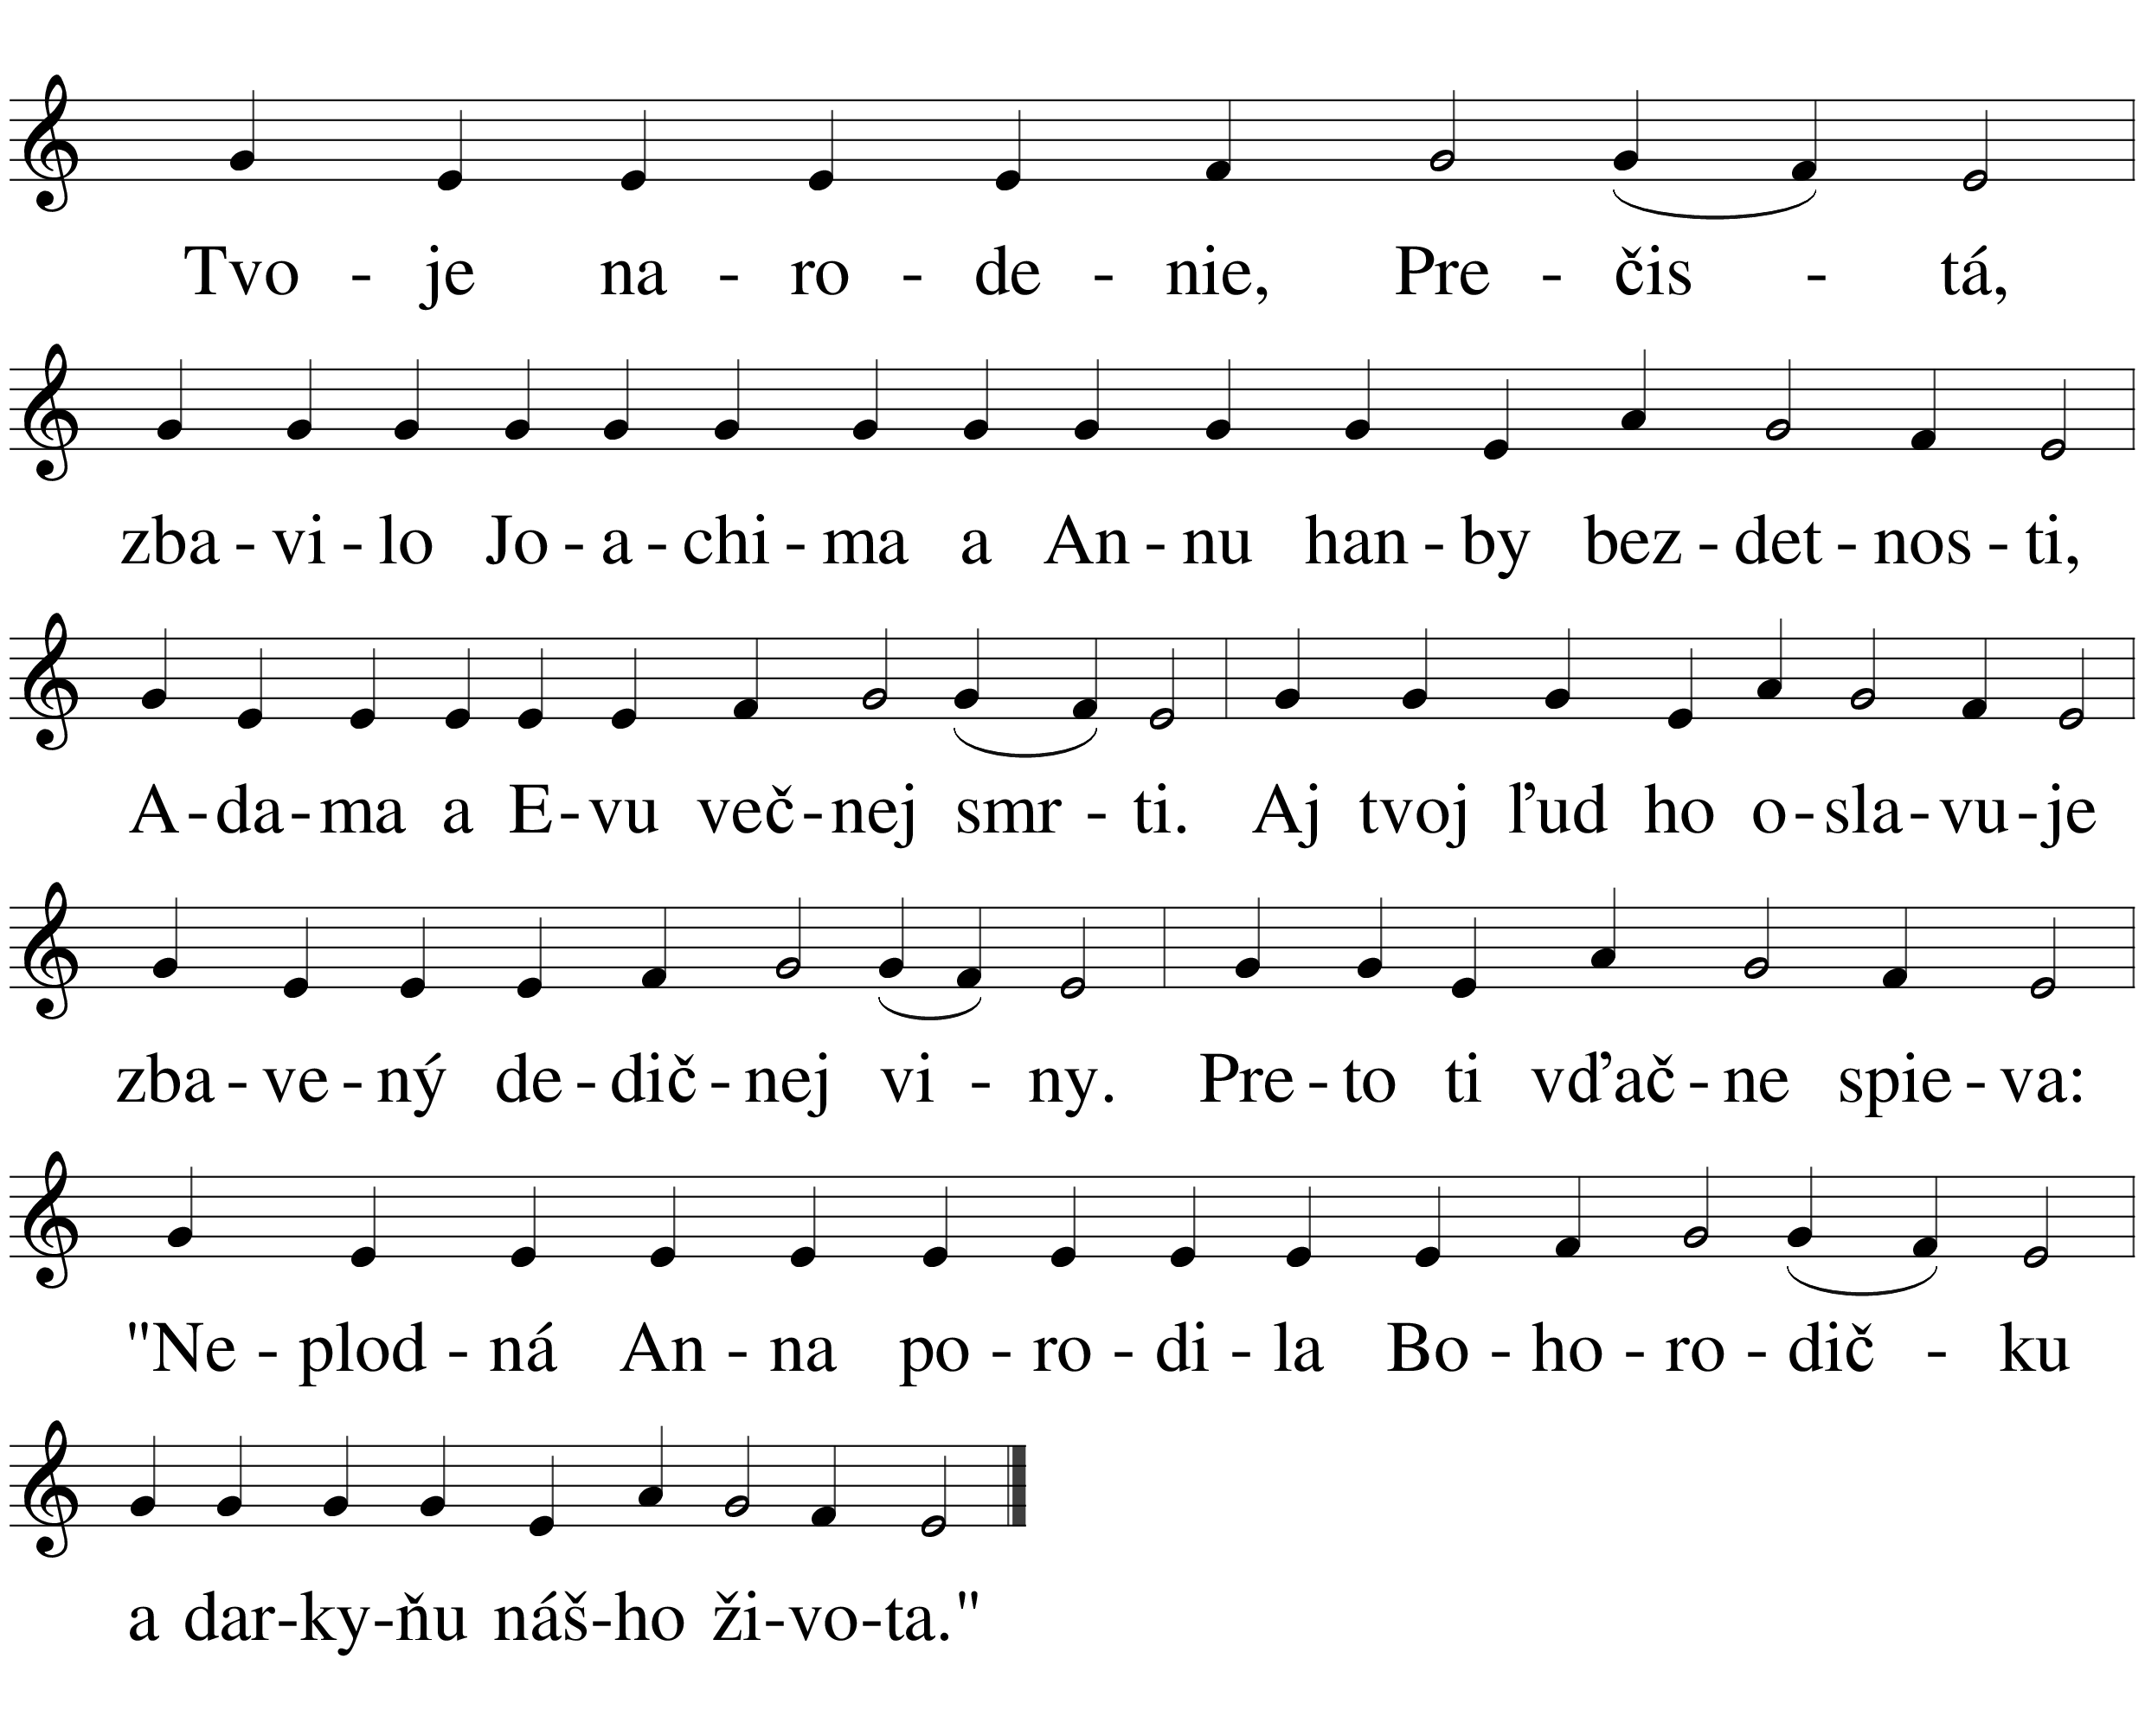 Tvo - je na - ro - de - nie, Pre - čis - tá,
zba - vi - lo Jo - a - chi - ma a An - nu han - by bez - det - nos - ti,
A - da - ma a E - vu več - nej smr - ti. Aj tvoj ľud ho o - sla - vu - je
zba - ve - ný de - dič - nej vi - ny. Pre - to ti vďač - ne spie - va:
"Ne - plod - ná An - na po - ro - di - la Bo - ho - ro - dič - ku
a dar - ky - ňu náš - ho ži - vo - ta."